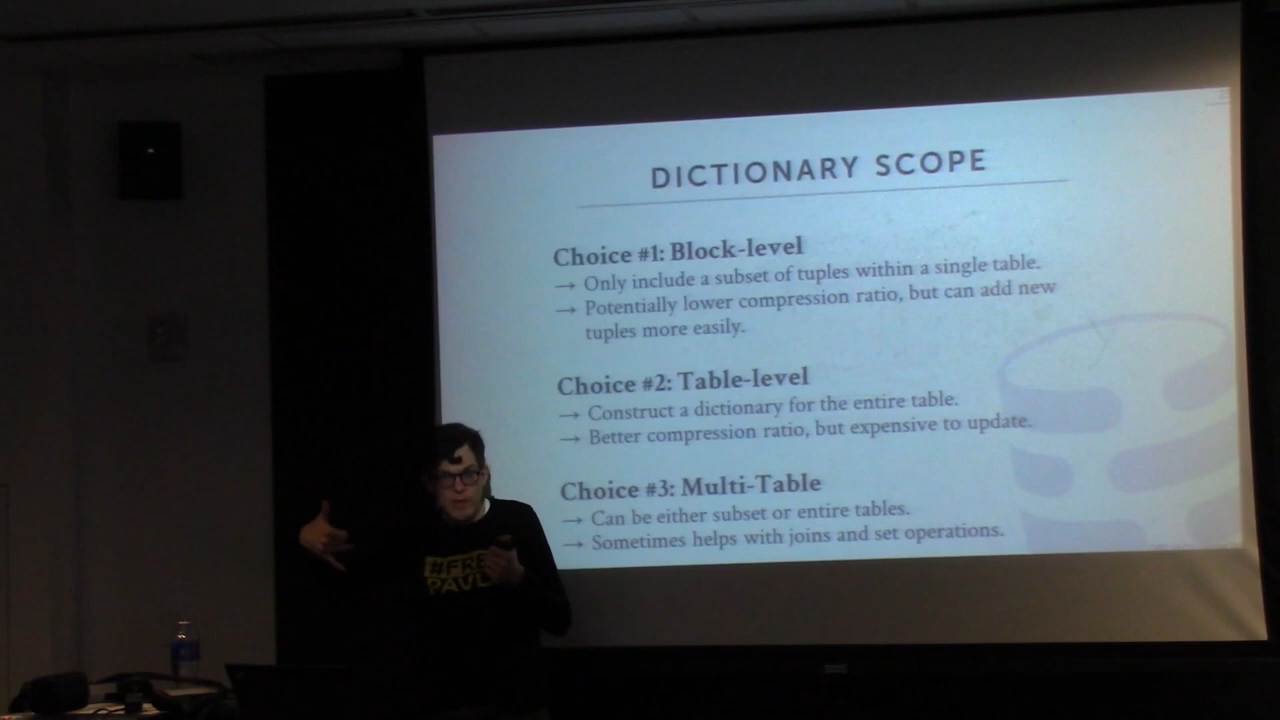 DICTIONARY SCOPE
Choice #1: Block-level
→ Only include a subset of tuples within a single table.
→ Potentially lower compression ratio, but can add new
tuples more easily.
Choice #2: Table-level
→ Construct a dictionary for the entire table.
→ Better compression ratio, but expensive to update.
Choice #3: Multi-Table
→ Can be either subset or entire tables.
→ Sometimes helps with joins and set operations.
#FRE
PAVL